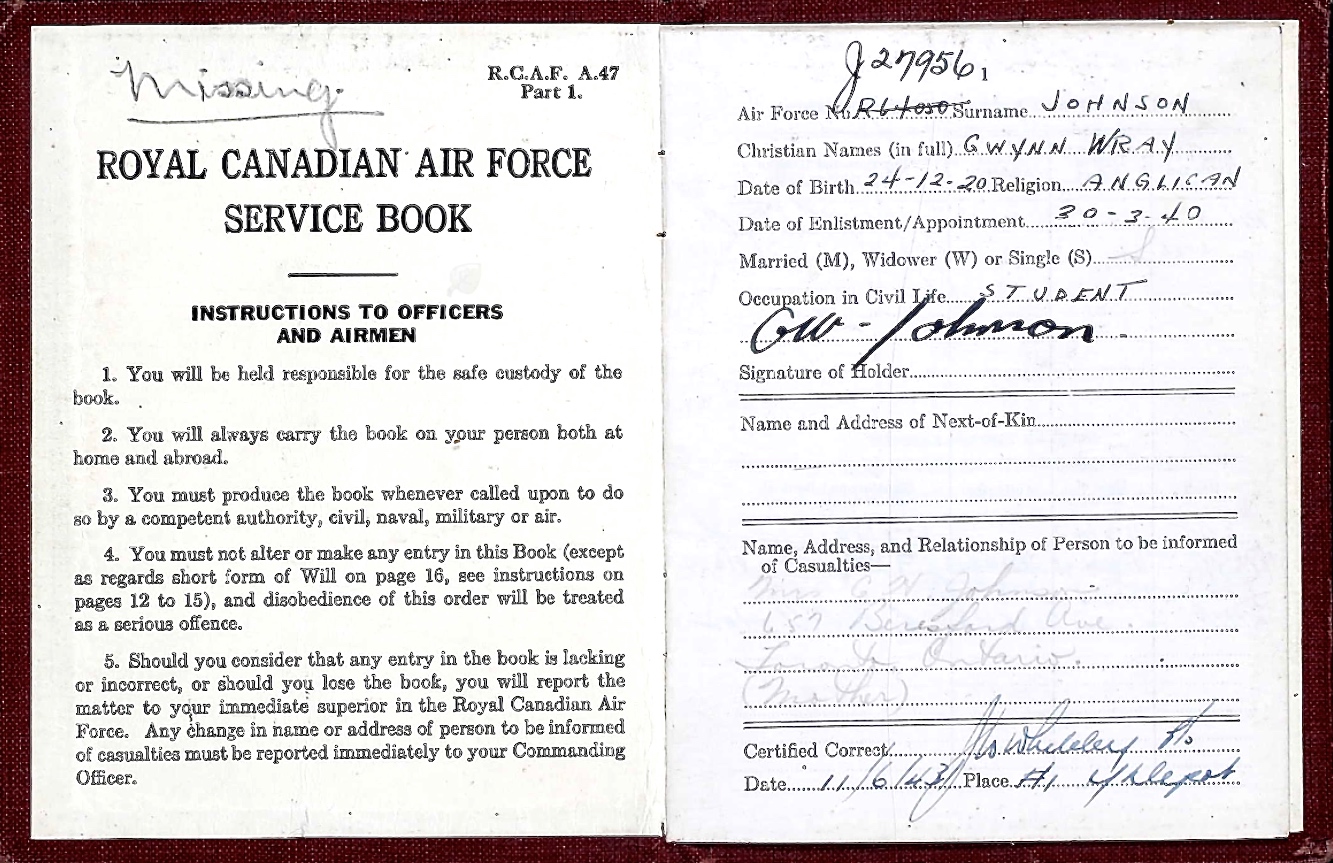 Missing.
R.C.A.F. A.47
Part 1.
ROYAL CANADIAN AIR FORCE
SERVICE BOOK
INSTRUCTIONS TO OFFICERS
AND AIRMEN
1. You will be held responsible for the safe custody of the
book.
2. You will always carry the book on your person both at
home and abroad.
3. You must produce the book whenever called upon to do
so by a competent authority, civil, naval, military or air.
4. You must not alter or make any entry in this Book (except
as regards short form of Will on page 16, see instructions on
pages 12 to 15), and disobedience of this order will be treated
as a serious offence.
5. Should you consider that any entry in the book is lacking
or incorrect, or should you lose the book, you will report the
matter to your immediate superior in the Royal Canadian Air
Force. Any change in name or address of person to be informed
of casualties must be reported immediately to your Commanding
Officer.
J27956
Air Force No. Surname JOHNSON
Christian Names (in full) GWYNN WRAY
Date of Birth 24-12-20 Religion ANGLICAN
Date of Enlistment/Appointment 30-3-40
Married (M), Widower (W) or Single (S) S
Occupation in Civil Life STUDENT
GW-Johnson
Signature of Holder
Name and Address of Next-of-Kin
Name, Address, and Relationship of Person to be informed
of Casualties—
Mrs Johnson
657 Beresford Ave.
Toronto Ontario.
(Mother)
Certified Correct
Date 11/6/43 Place #1 Y Depot